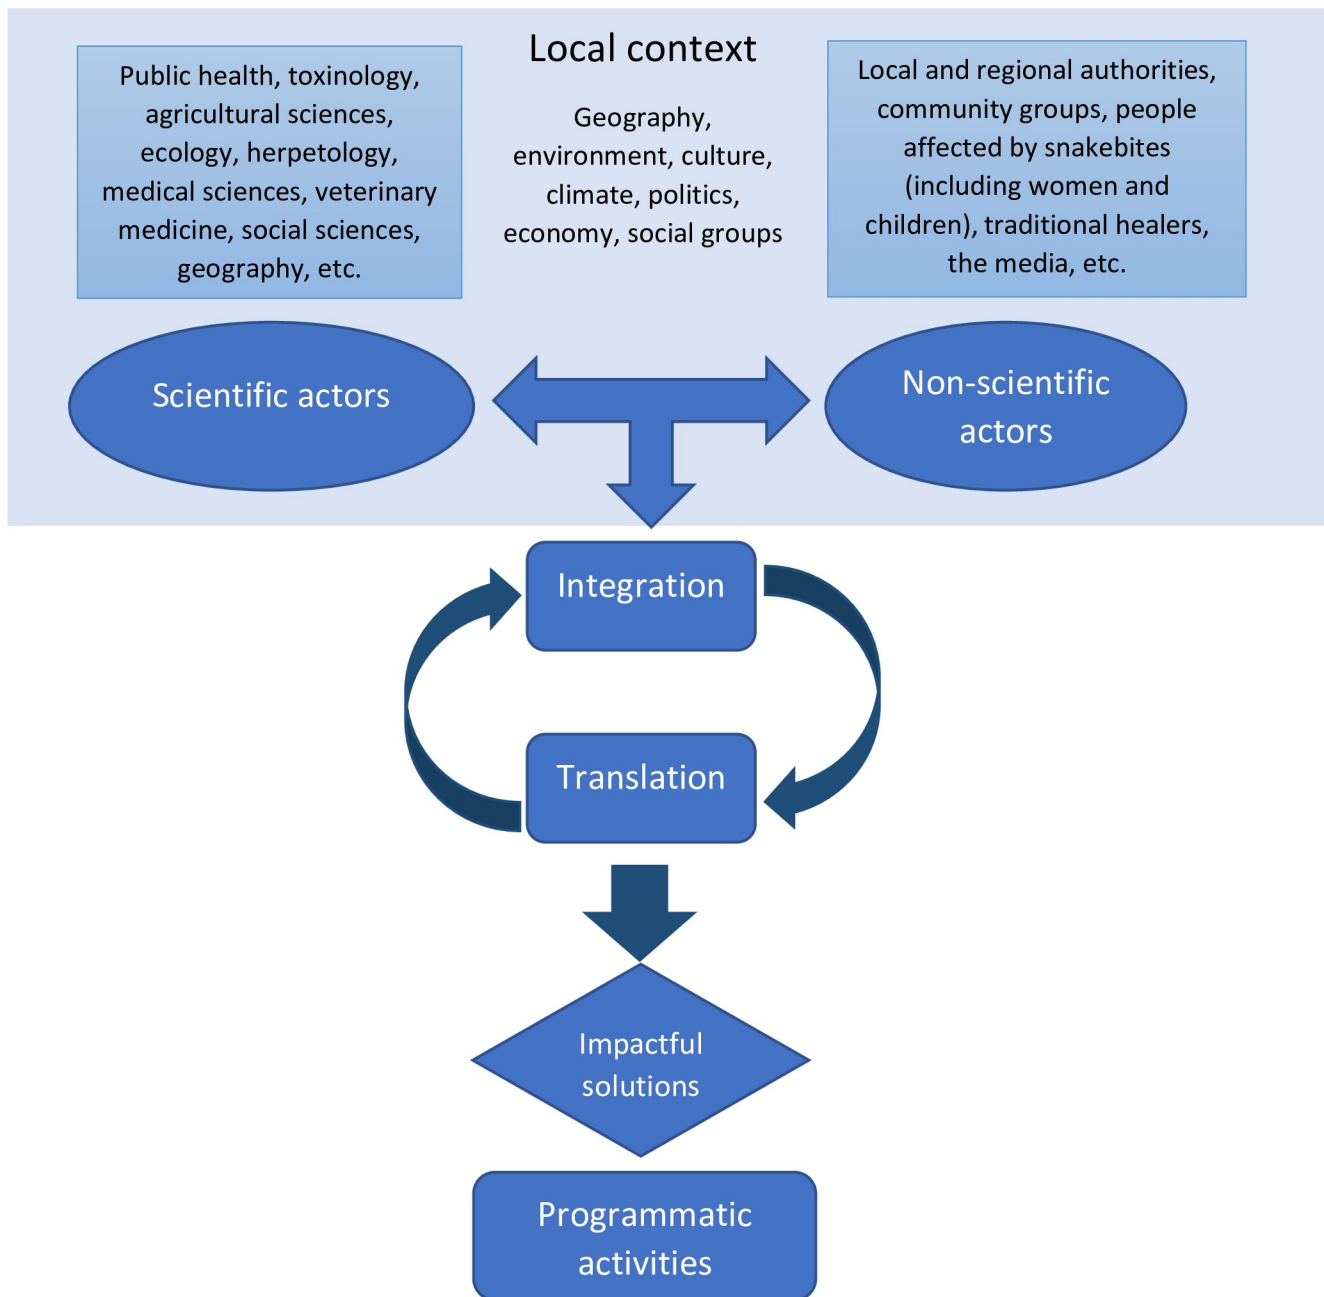 Local context
Public health, toxinology,
agricultural sciences,
ecology, herpetology,
medical sciences, veterinary
medicine, social sciences,
geography, etc.
Geography,
environment, culture,
climate, politics,
economy, social groups
Local and regional authorities,
community groups, people
affected by snakebites
(including women and
children), traditional healers,
the media, etc.
Scientific actors
Non-scientific
actors
Integration
Translation
Impactful
solutions
Programmatic
activities